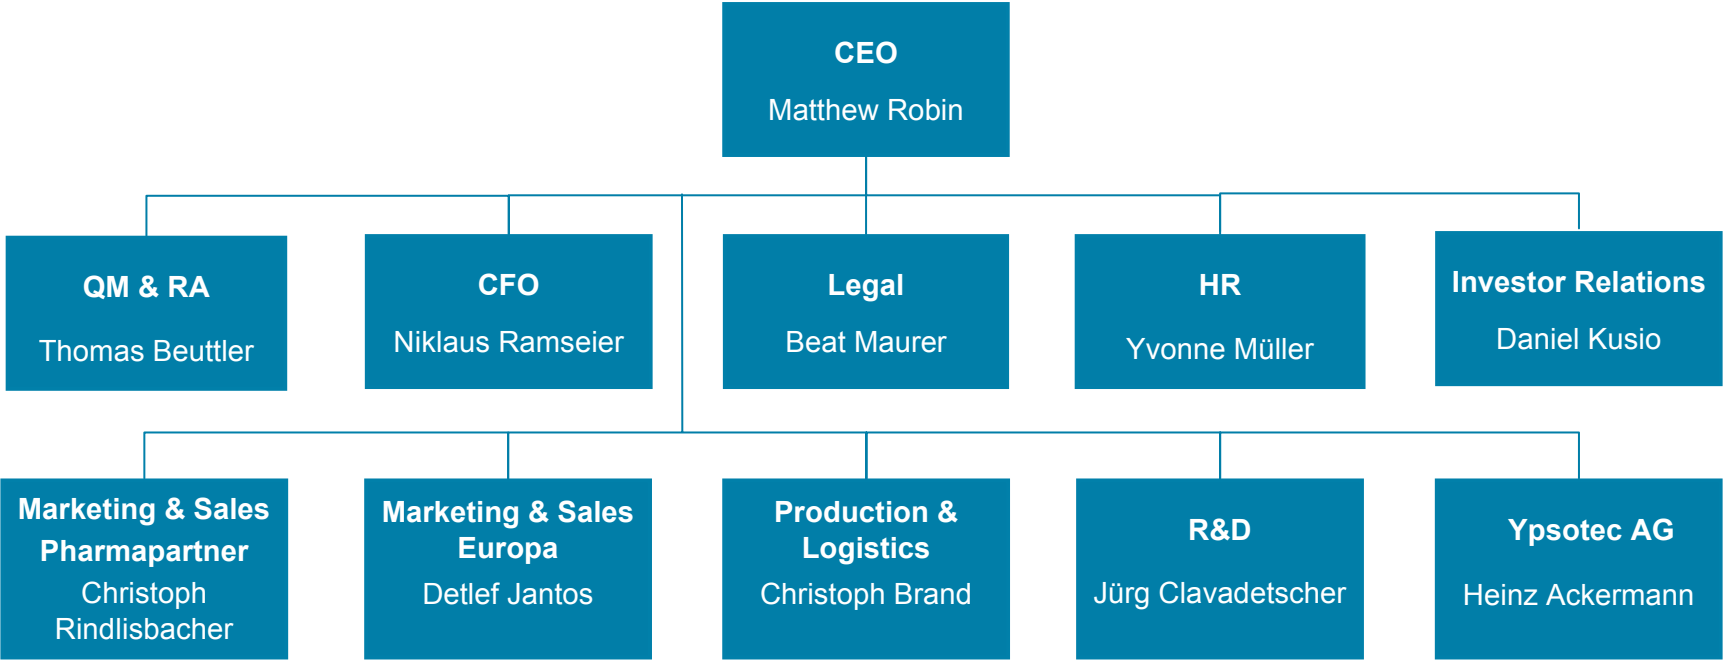 CEO
Matthew Robin
QM & RA
Thomas Beuttler
CFO
Niklaus Ramseier
Legal
Beat Maurer
HR
Yvonne Müller
Investor Relations
Daniel Kusio
Marketing & Sales
Pharmapartner
Christoph
Rindlisbacher
Marketing & Sales
Europa
Detlef Jantos
Production &
Logistics
Christoph Brand
R&D
Jürg Clavadetscher
Ypsotec AG
Heinz Ackermann